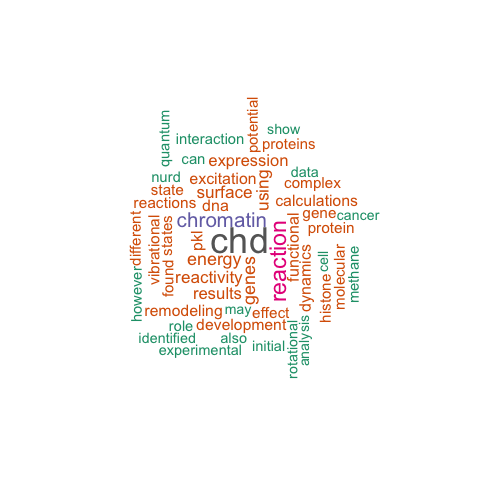 potential
quantum
show
interaction
proteins
can
expression
nurd
excitation
using
data
complex
state
surface
reactions
dna
calculations
chromatin
gene
cancer
different
vibrational
states
pkl
chd
functional
protein
energy
reaction
dynamics
cell
molecular
methane
found
reactivity
genes
however
results
histone
remodeling
may
effect
role
development
rotational
analysis
identified
also
experimental
initial